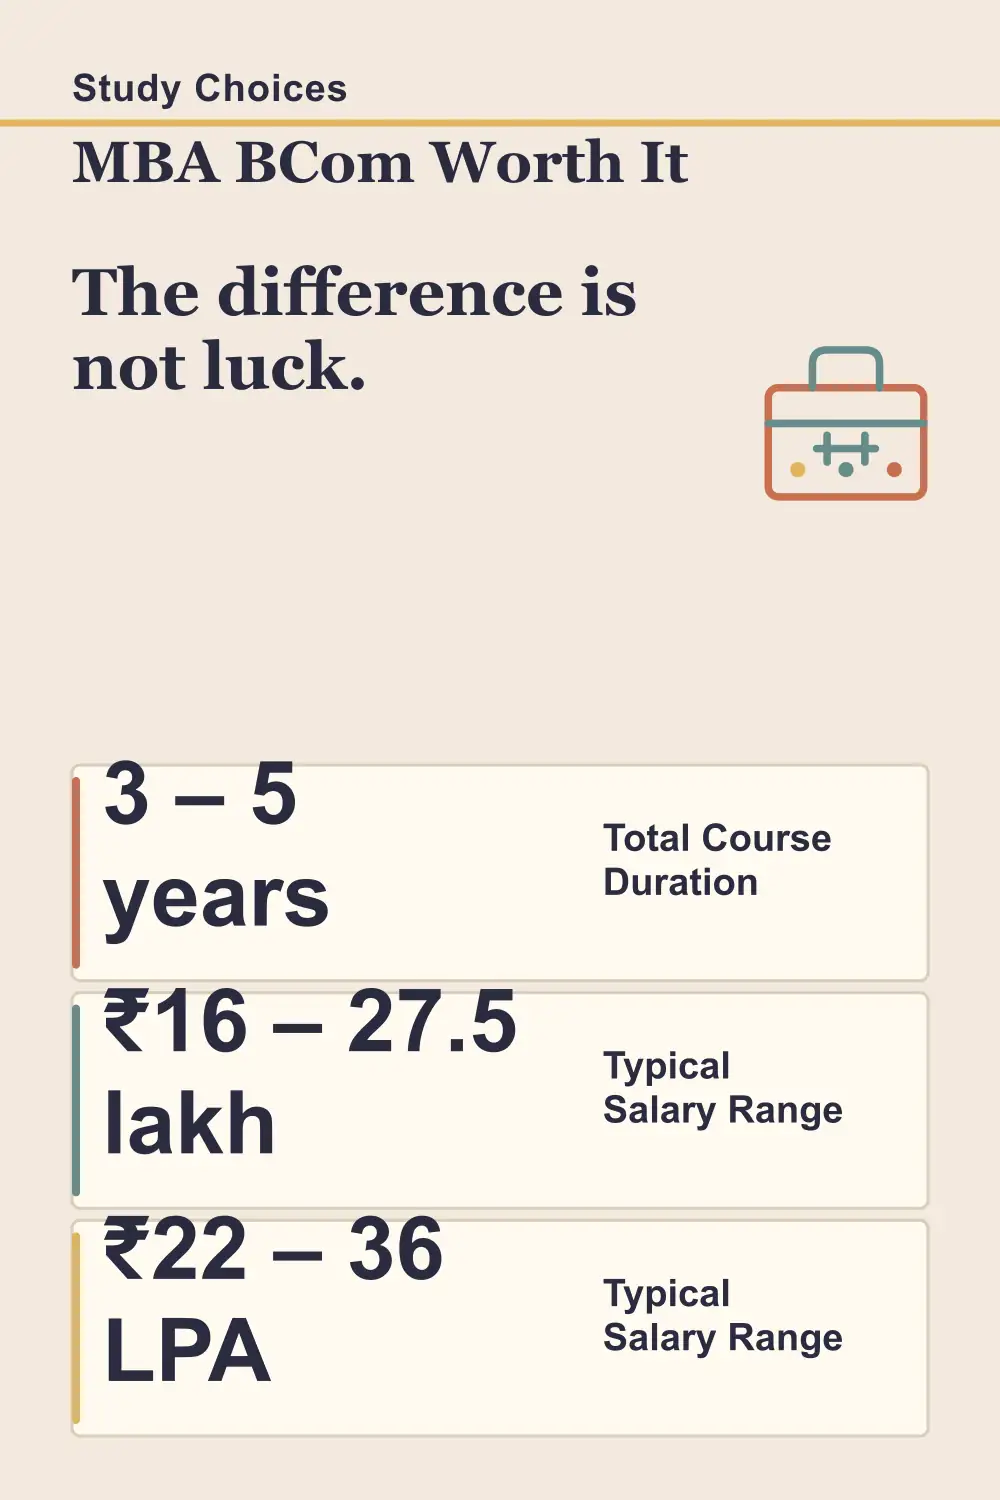 Study Choices
MBA BCom Worth It
The difference is
not luck.
3 – 5
years
Total Course
Duration
₹16 – 27.5
lakh
Typical
Salary Range
₹22 – 36
LPA
Typical
Salary Range